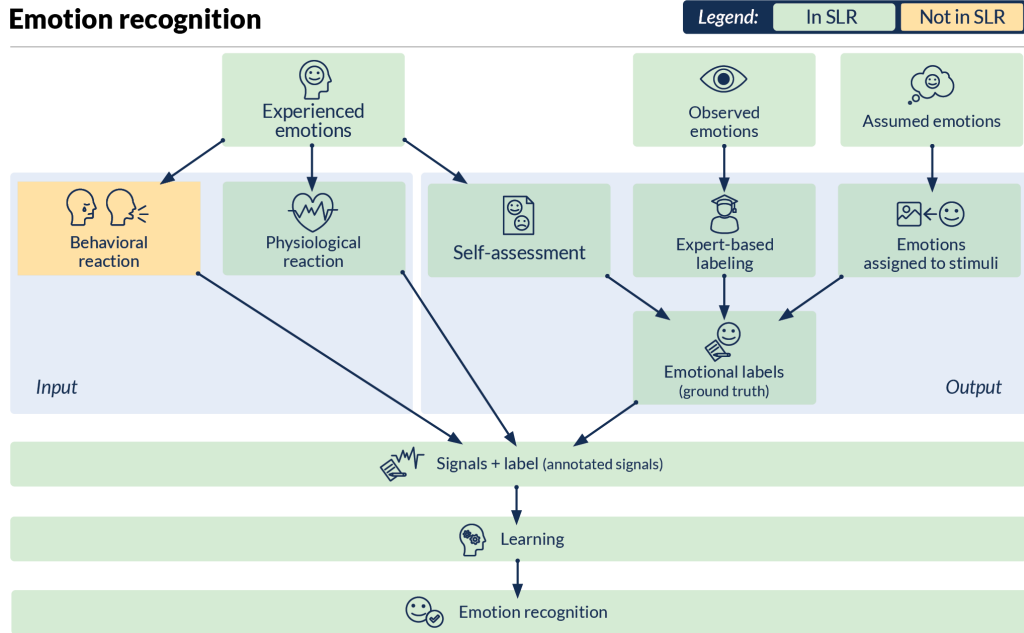 Emotion recognition
Legend:
In SLR
Not in SLR
Experienced
emotions
Observed
emotions
Assumed emotions
Behavioral
reaction
Physiological
reaction
Self-assessment
Expert-based
labeling
Emotions
assigned to stimuli
Emotional labels
(ground truth)
Input
Output
Signals + label (annotated signals)
Learning
Emotion recognition